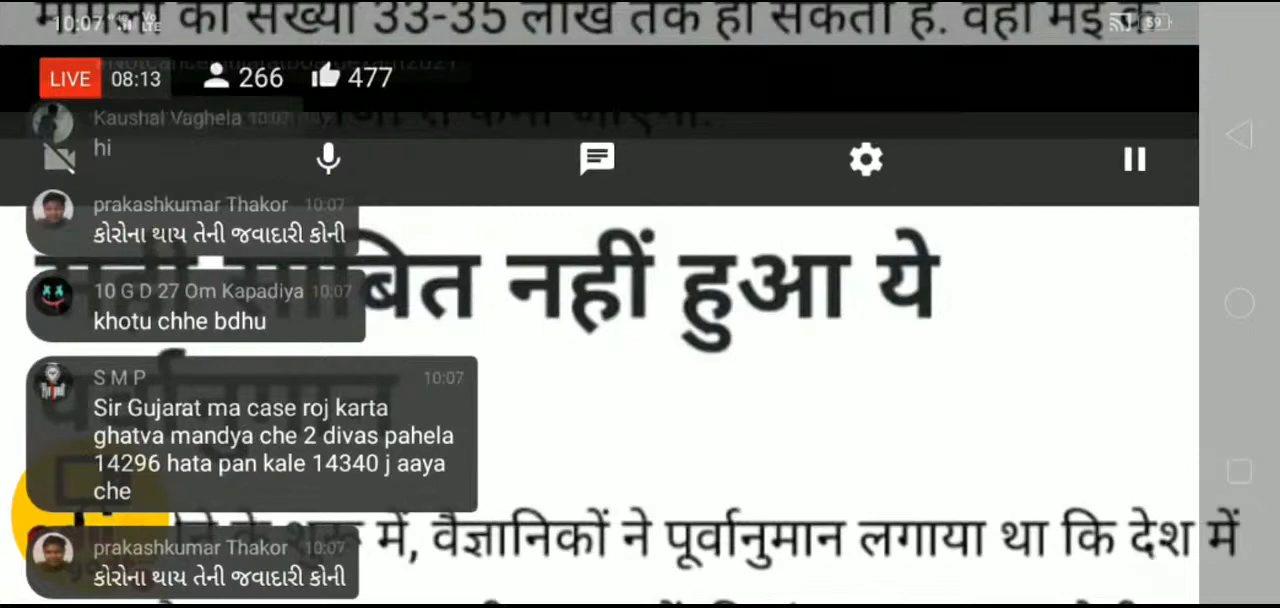 मामलों की संख्या 33-35 लाख तक हो सकती है. वहीं मई के
10:07
59
LIVE 08:13 266 477
Kaushal Vaghela 10:07
hi
prakashkumar Thakor 10:07
કોરોના થાય તેની જવાદારી કોની
साबित नहीं हुआ ये
10 G D 27 Om Kapadiya 10:07
khotu chhe bdhu
पूर्वानुमान
S M P 10:07
Sir Gujarat ma case roj karta
ghatva mandya che 2 divas pahela
14296 hata pan kale 14340 j aaya
che
में, वैज्ञानिकों ने पूर्वानुमान लगाया था कि देश में
prakashkumar Thakor 10:07
કોરોના થાય તેની જવાદારી કોની